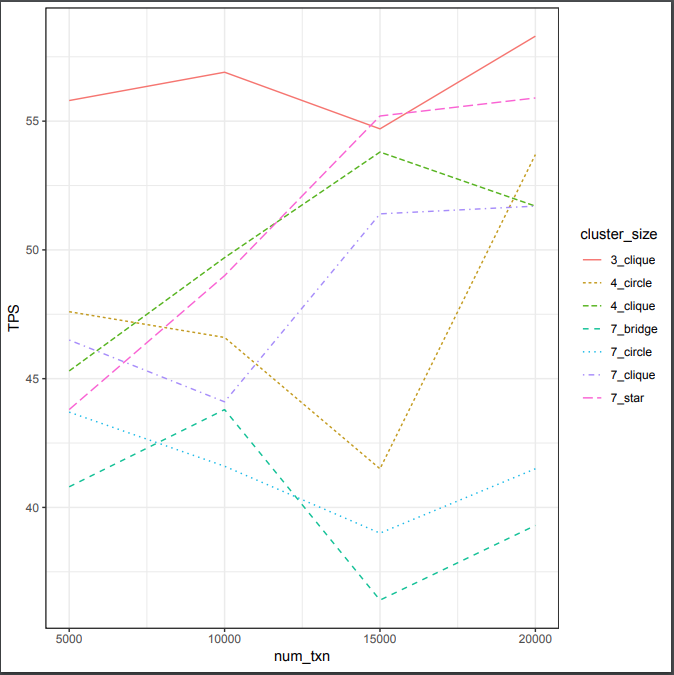 55
50
45
40
TPS
5000 10000 15000 20000
num_txn
cluster_size
3_clique
4_circle
4_clique
7_bridge
7_circle
7_clique
7_star